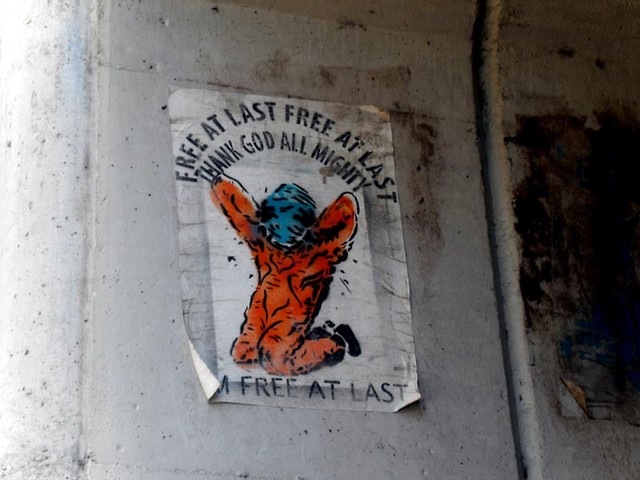 FREE AT LAST FREE AT LAST
THANK GOD ALL MIGHTY
M FREE AT LAST